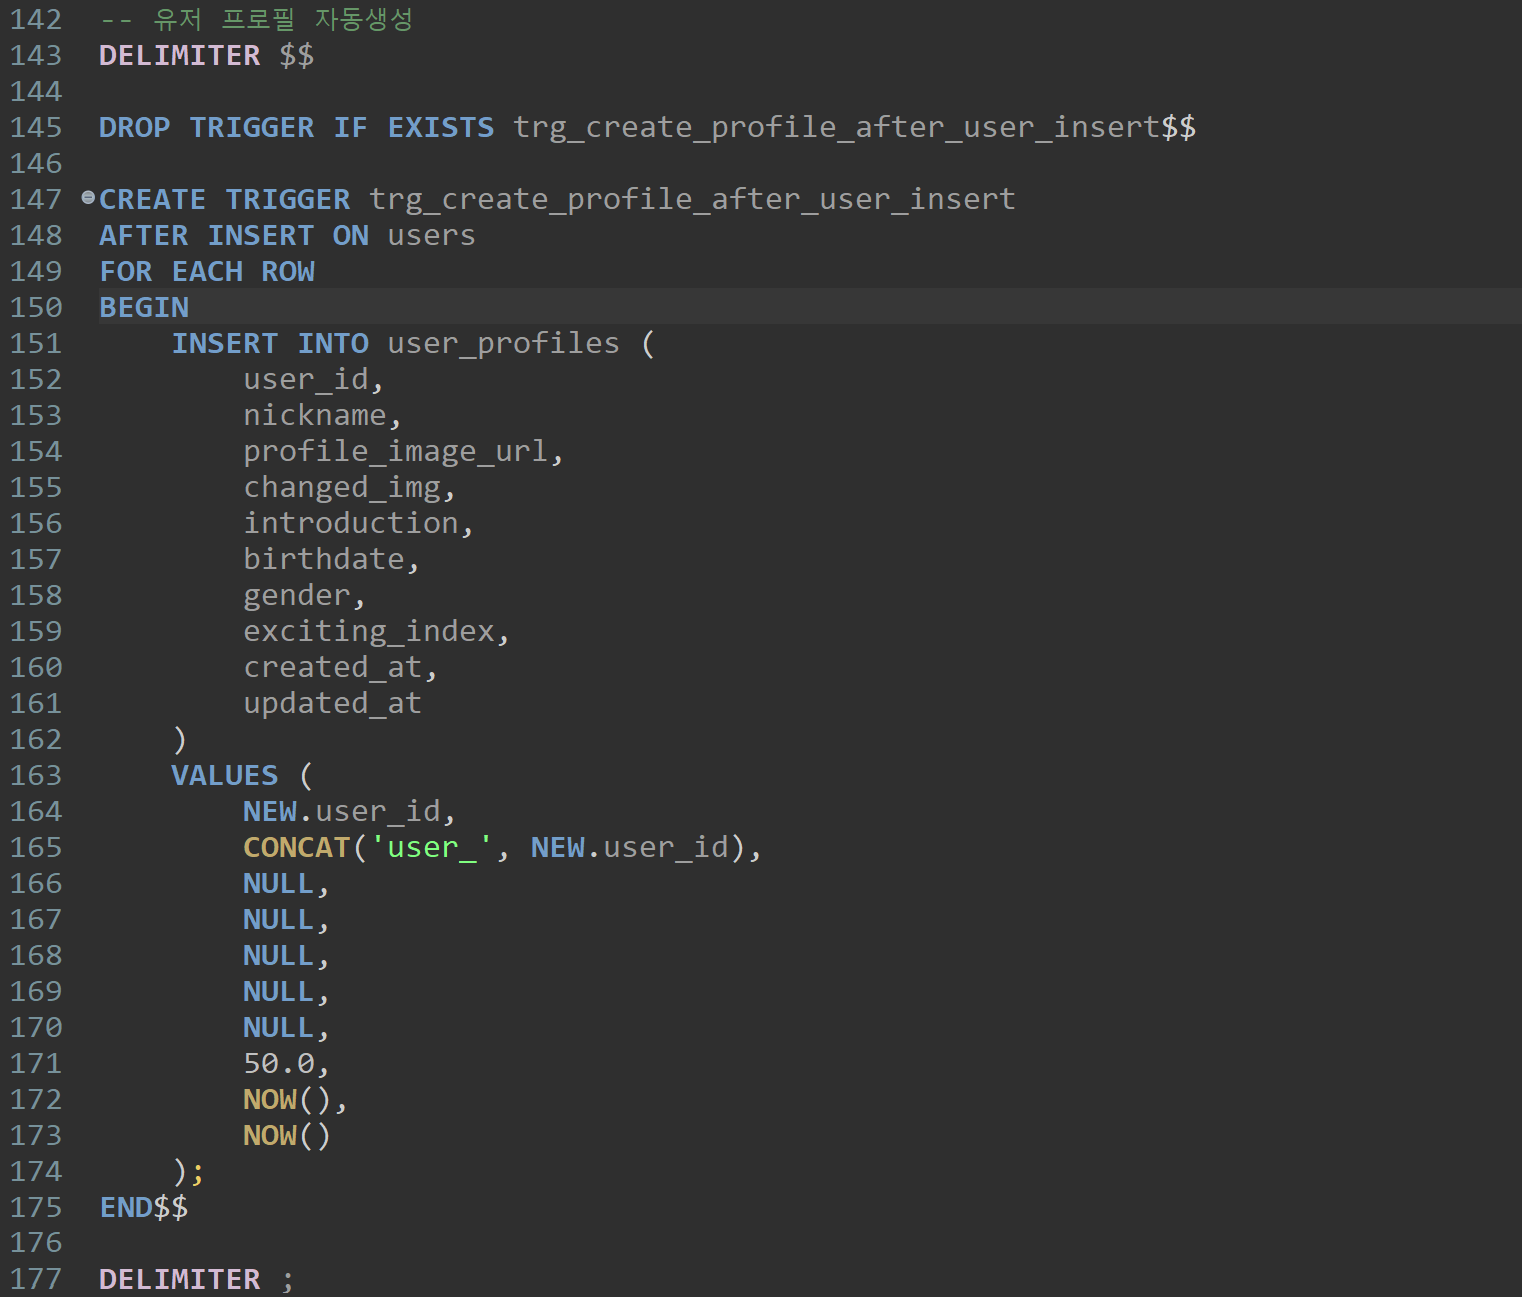 142 -- 유저 프로필 자동생성
143 DELIMITER $$
144
145 DROP TRIGGER IF EXISTS trg_create_profile_after_user_insert$$
146
147 CREATE TRIGGER trg_create_profile_after_user_insert
148 AFTER INSERT ON users
149 FOR EACH ROW
150 BEGIN
151     INSERT INTO user_profiles (
152         user_id,
153         nickname,
154         profile_image_url,
155         changed_img,
156         introduction,
157         birthdate,
158         gender,
159         exciting_index,
160         created_at,
161         updated_at
162     )
163     VALUES (
164         NEW.user_id,
165         CONCAT('user_', NEW.user_id),
166         NULL,
167         NULL,
168         NULL,
169         NULL,
170         NULL,
171         50.0,
172         NOW(),
173         NOW()
174     );
175 END$$
176
177 DELIMITER ;